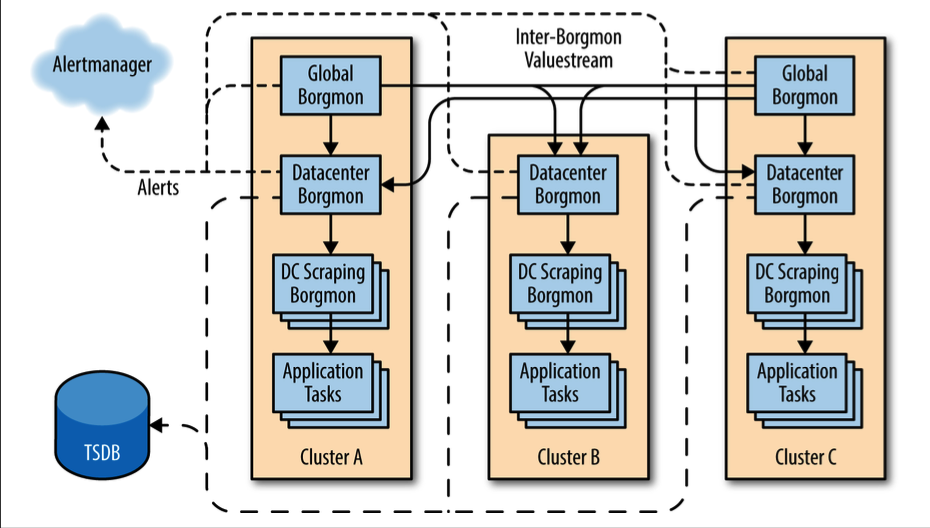 Alertmanager
Alerts
TSDB
Global
Borgmon
Datacenter
Borgmon
DC Scraping
Borgmon
Application
Tasks
Cluster A
Inter-Borgmon
Valuestream
Datacenter
Borgmon
DC Scraping
Borgmon
Application
Tasks
Cluster B
Global
Borgmon
Datacenter
Borgmon
DC Scraping
Borgmon
Application
Tasks
Cluster C